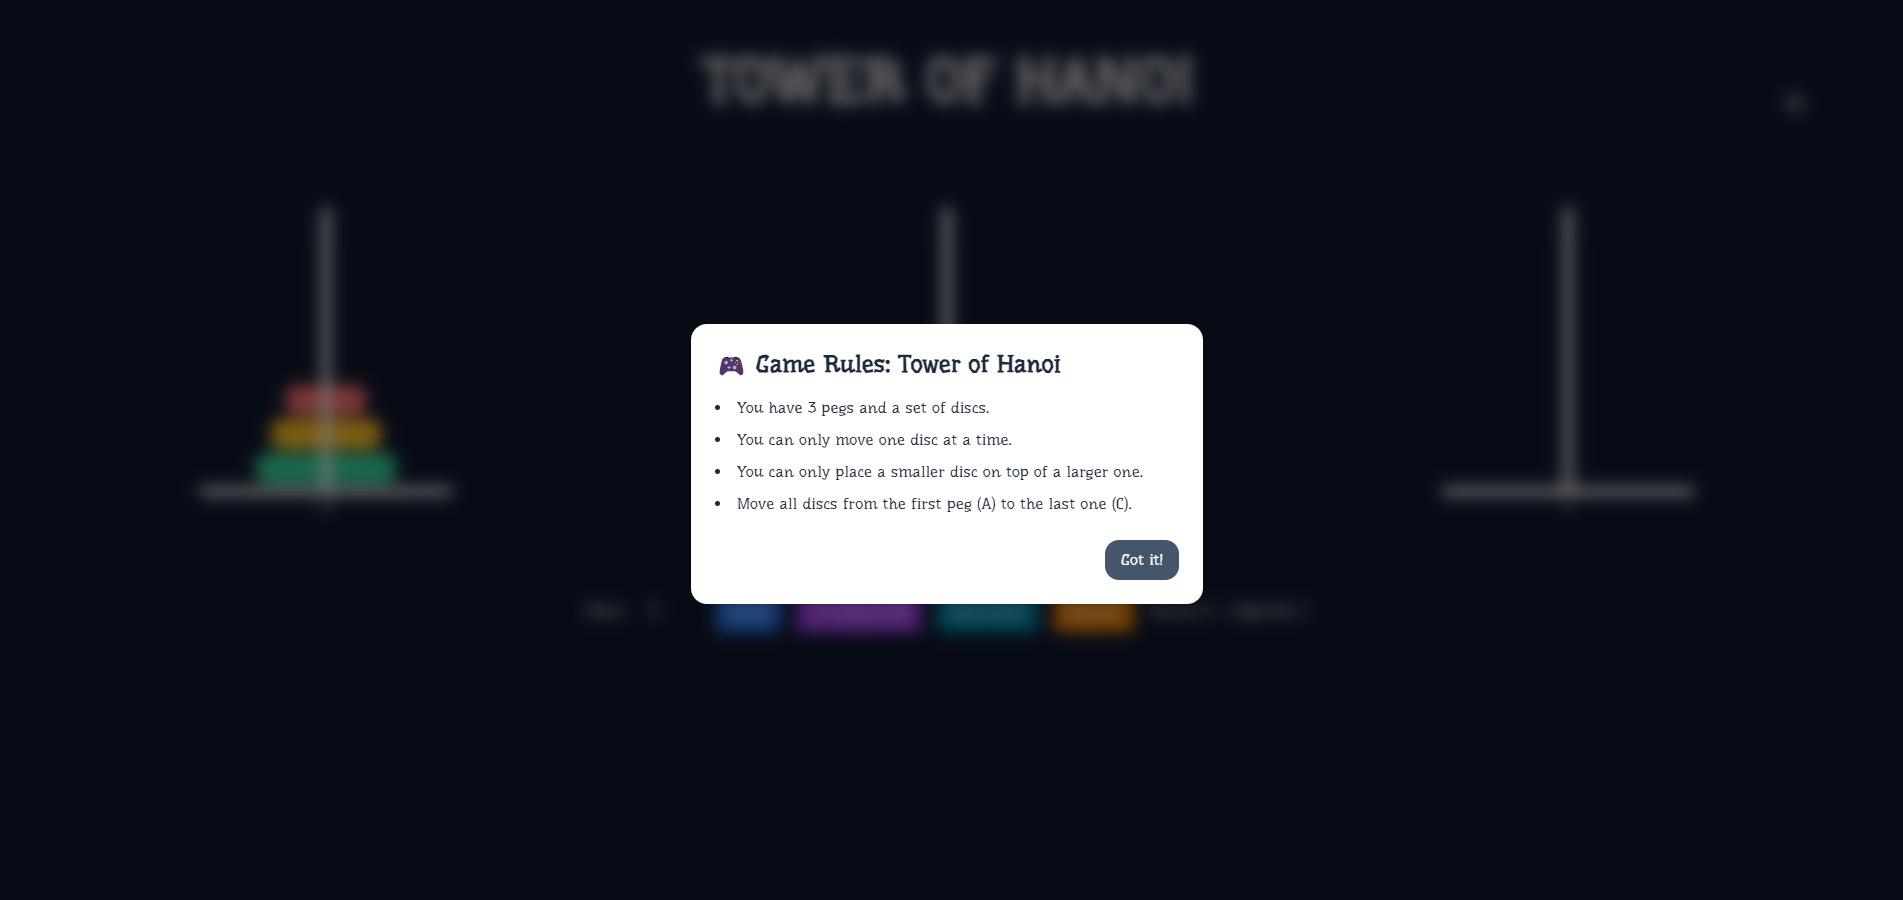 TOWER OF HANOI
Game Rules: Tower of Hanoi
You have 3 pegs and a set of discs.
You can only move one disc at a time.
You can only place a smaller disc on top of a larger one.
Move all discs from the first peg (A) to the last one (C).
Got it!